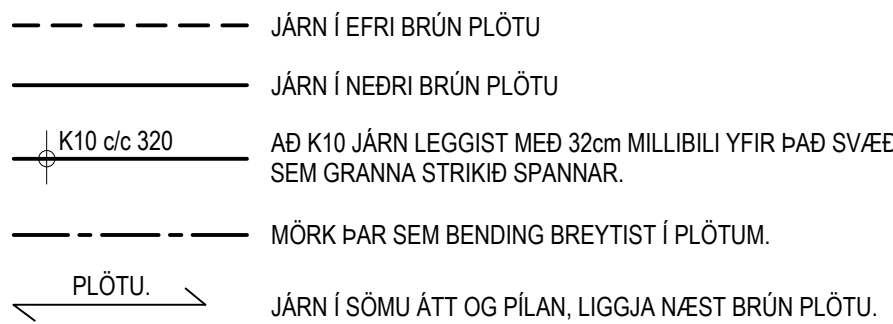 JÁRN Í EFRI BRÚN PLÖTU
JÁRN Í NEÐRI BRÚN PLÖTU
K10 c/c 320
AÐ K10 JÁRN LEGGIST MEÐ 32cm MILLIBILI YFIR ÞAÐ SVÆÐ
SEM GRANNA STRIKIÐ SPANNAR.
MÖRK ÞAR SEM BENDING BREYTIST Í PLÖTUM.
PLÖTU.
JÁRN Í SÖMU ÁTT OG PÍLAN, LIGGJA NÆST BRÚN PLÖTU.